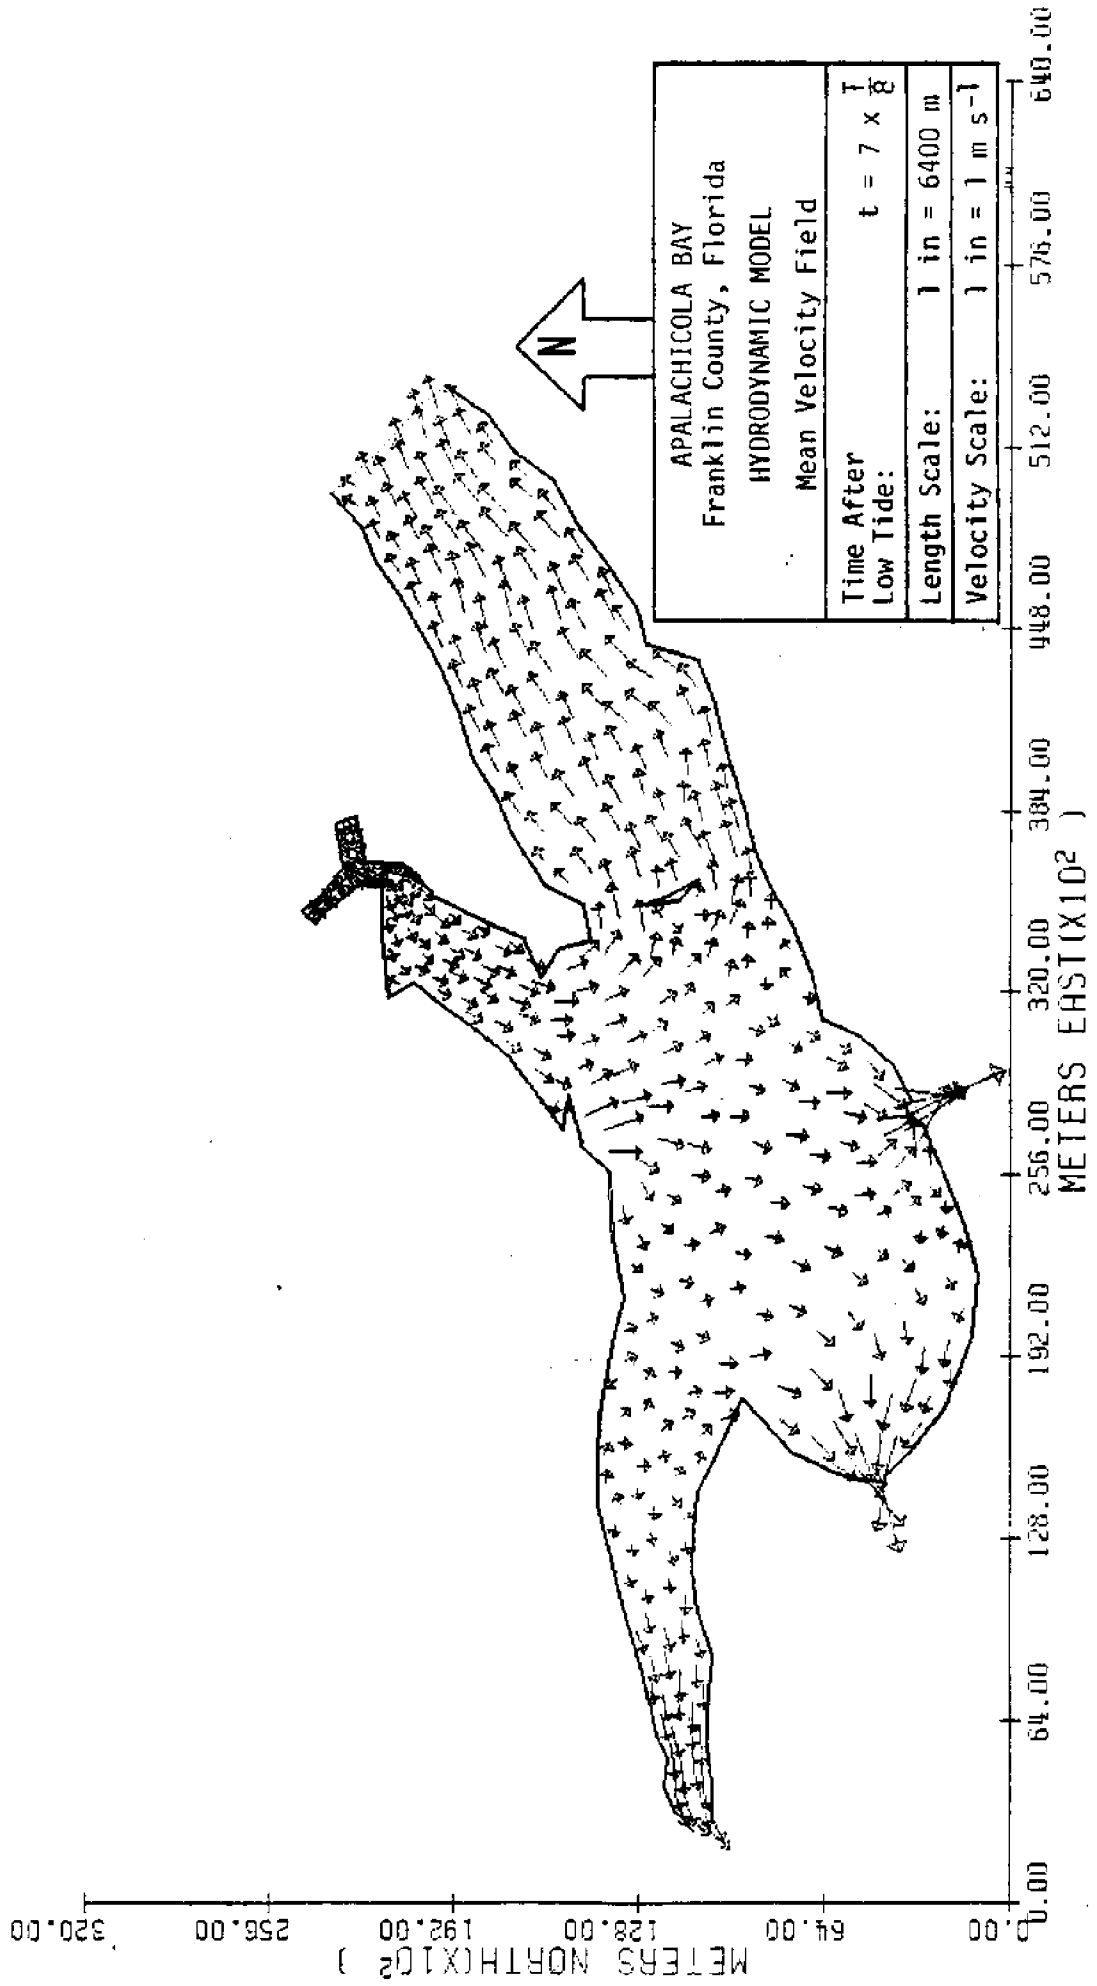 N
APALACHICOLA BAY
Franklin County, Florida
HYDRODYNAMIC MODEL
Mean Velocity Field
Time After
Low Tide: t = 7 x T/8
Length Scale: 1 in = 6400 m
Velocity Scale: 1 in = 1 m s⁻¹
METERS NORTH(X10²)
320.00
256.00
192.00
128.00
64.00
0.00
0.00 64.00 128.00 192.00 256.00 320.00 384.00 448.00 512.00 576.00 640.00
METERS EAST(X10²)